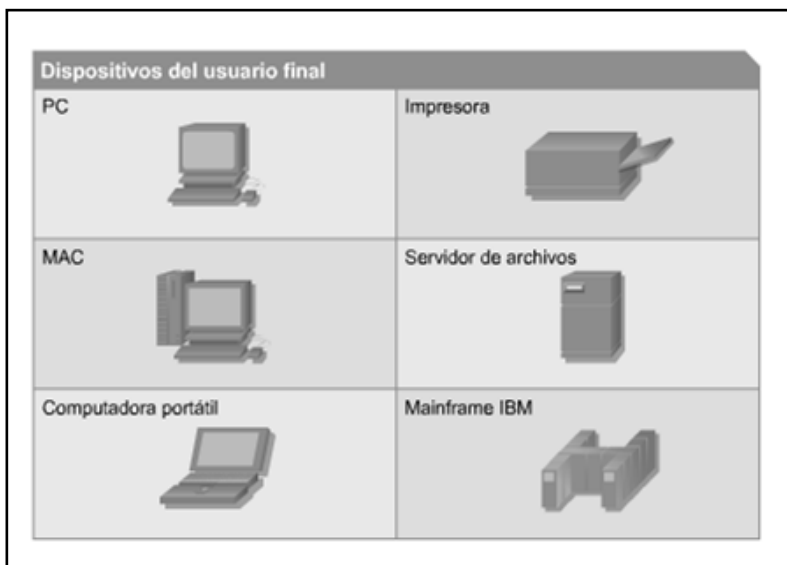 Dispositivos del usuario final
PC
Impresora
MAC
Servidor de archivos
Computadora portátil
Mainframe IBM